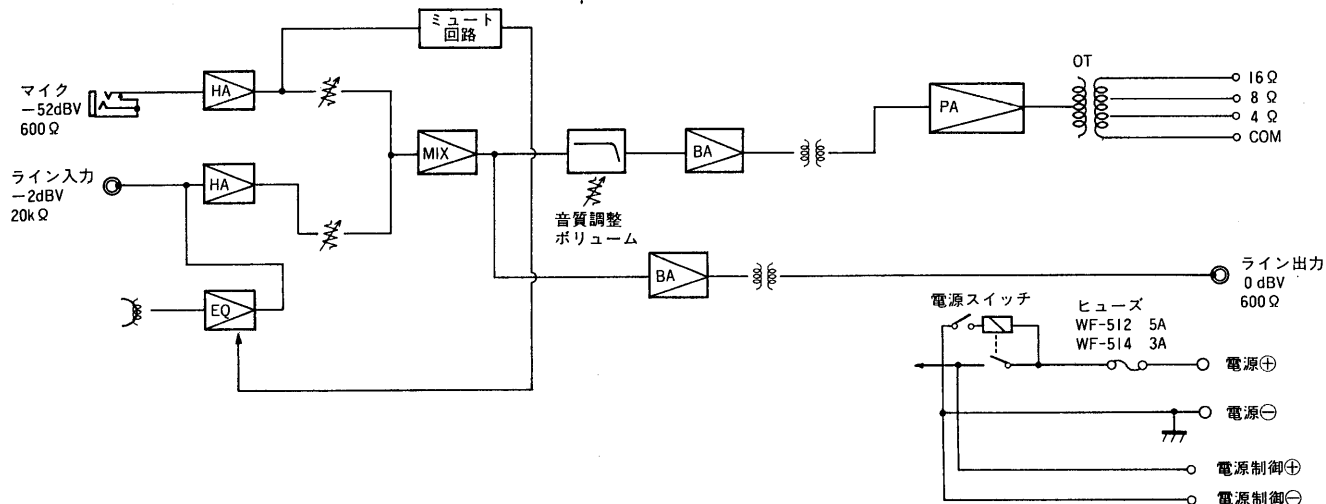 ミュート
回路
マイク
-52dBV
600Ω
HA
OT
16Ω
8Ω
4Ω
COM
PA
MIX
BA
ライン入力
-2dBV
20kΩ
HA
音質調整
ボリューム
BA
ライン出力
0dBV
600Ω
EQ
電源スイッチ
ヒューズ
WF-512 5A
WF-514 3A
電源⊕
電源⊖
電源制御⊕
電源制御⊖